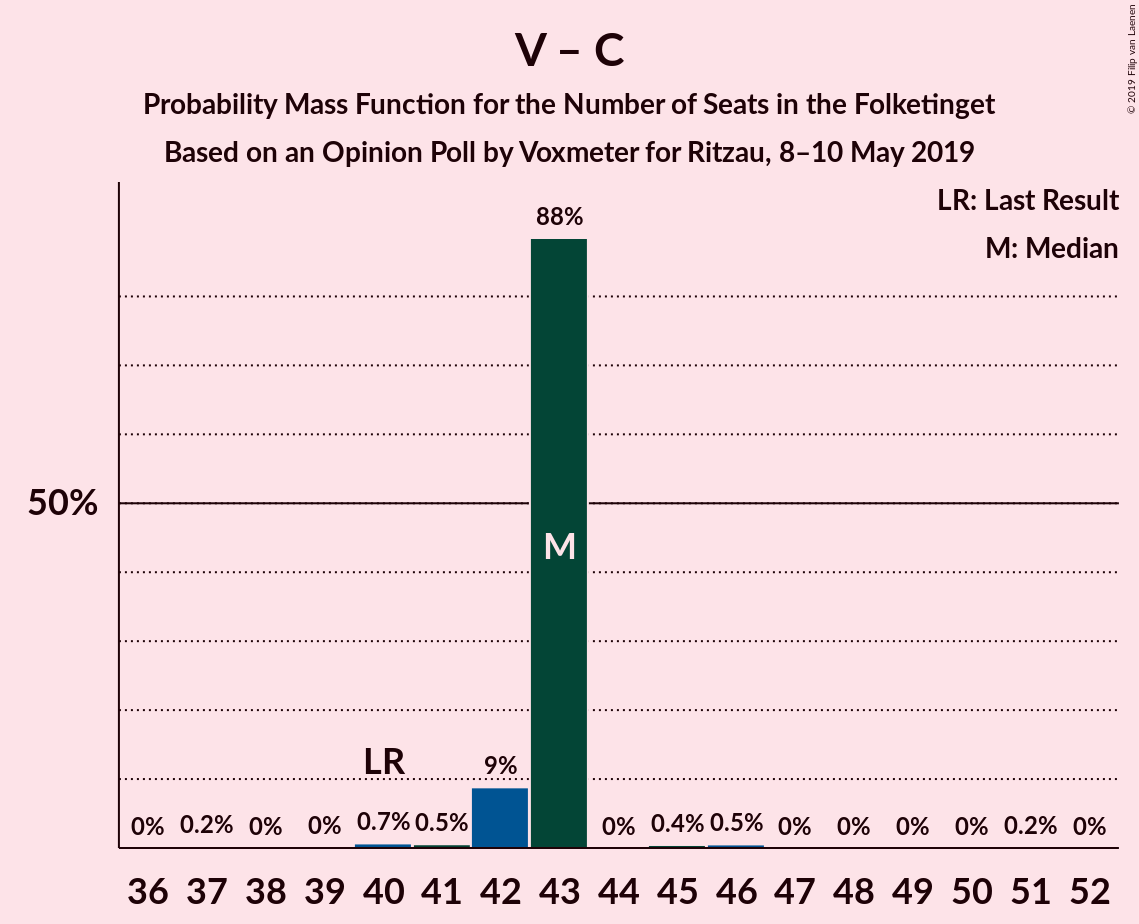 V – C
Probability Mass Function for the Number of Seats in the Folketinget
Based on an Opinion Poll by Voxmeter for Ritzau, 8–10 May 2019
© 2019 Filip van Laenen
LR: Last Result
M: Median
88%
50%
M
LR
9%
0% 0.2% 0% 0% 0.7% 0.5% 0% 0.4% 0.5% 0% 0% 0% 0% 0.2% 0%
36 37 38 39 40 41 42 43 44 45 46 47 48 49 50 51 52